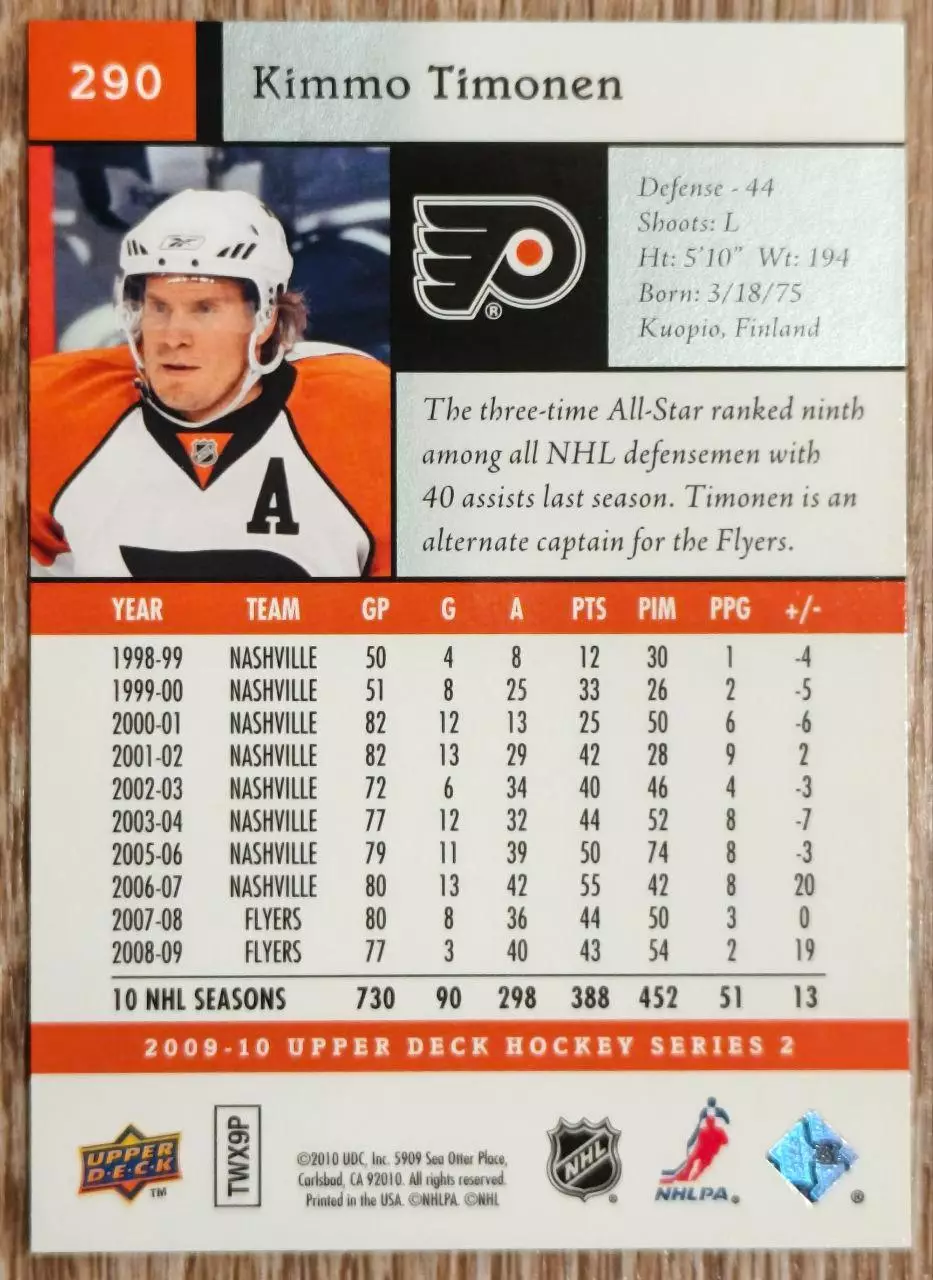 290
Kimmo Timonen
Defense - 44
Shoots: L
Ht: 5'10" Wt: 194
Born: 3/18/75
Kuopio, Finland
®
The three-time All-Star ranked ninth
among all NHL defensemen with
40 assists last season. Timonen is an
alternate captain for the Flyers.
A
YEAR TEAM GP G A PTS PIM PPG +/-
1998-99 NASHVILLE 50 4 8 12 30 1 -4
1999-00 NASHVILLE 51 8 25 33 26 2 -5
2000-01 NASHVILLE 82 12 13 25 50 6 -6
2001-02 NASHVILLE 82 13 29 42 28 9 2
2002-03 NASHVILLE 72 6 34 40 46 4 -3
2003-04 NASHVILLE 77 12 32 44 52 8 -7
2005-06 NASHVILLE 79 11 39 50 74 8 -3
2006-07 NASHVILLE 80 13 42 55 42 8 20
2007-08 FLYERS 80 8 36 44 50 3 0
2008-09 FLYERS 77 3 40 43 54 2 19
10 NHL SEASONS 730 90 298 388 452 51 13
2009-10 UPPER DECK HOCKEY SERIES 2
UPPER
D·E·C·K
TM
TWX9P
©2010 UDC, Inc. 5909 Sea Otter Place,
Carlsbad, CA 92010. All rights reserved.
Printed in the USA. ©NHLPA. ©NHL
NHL
®
NHLPA®
®